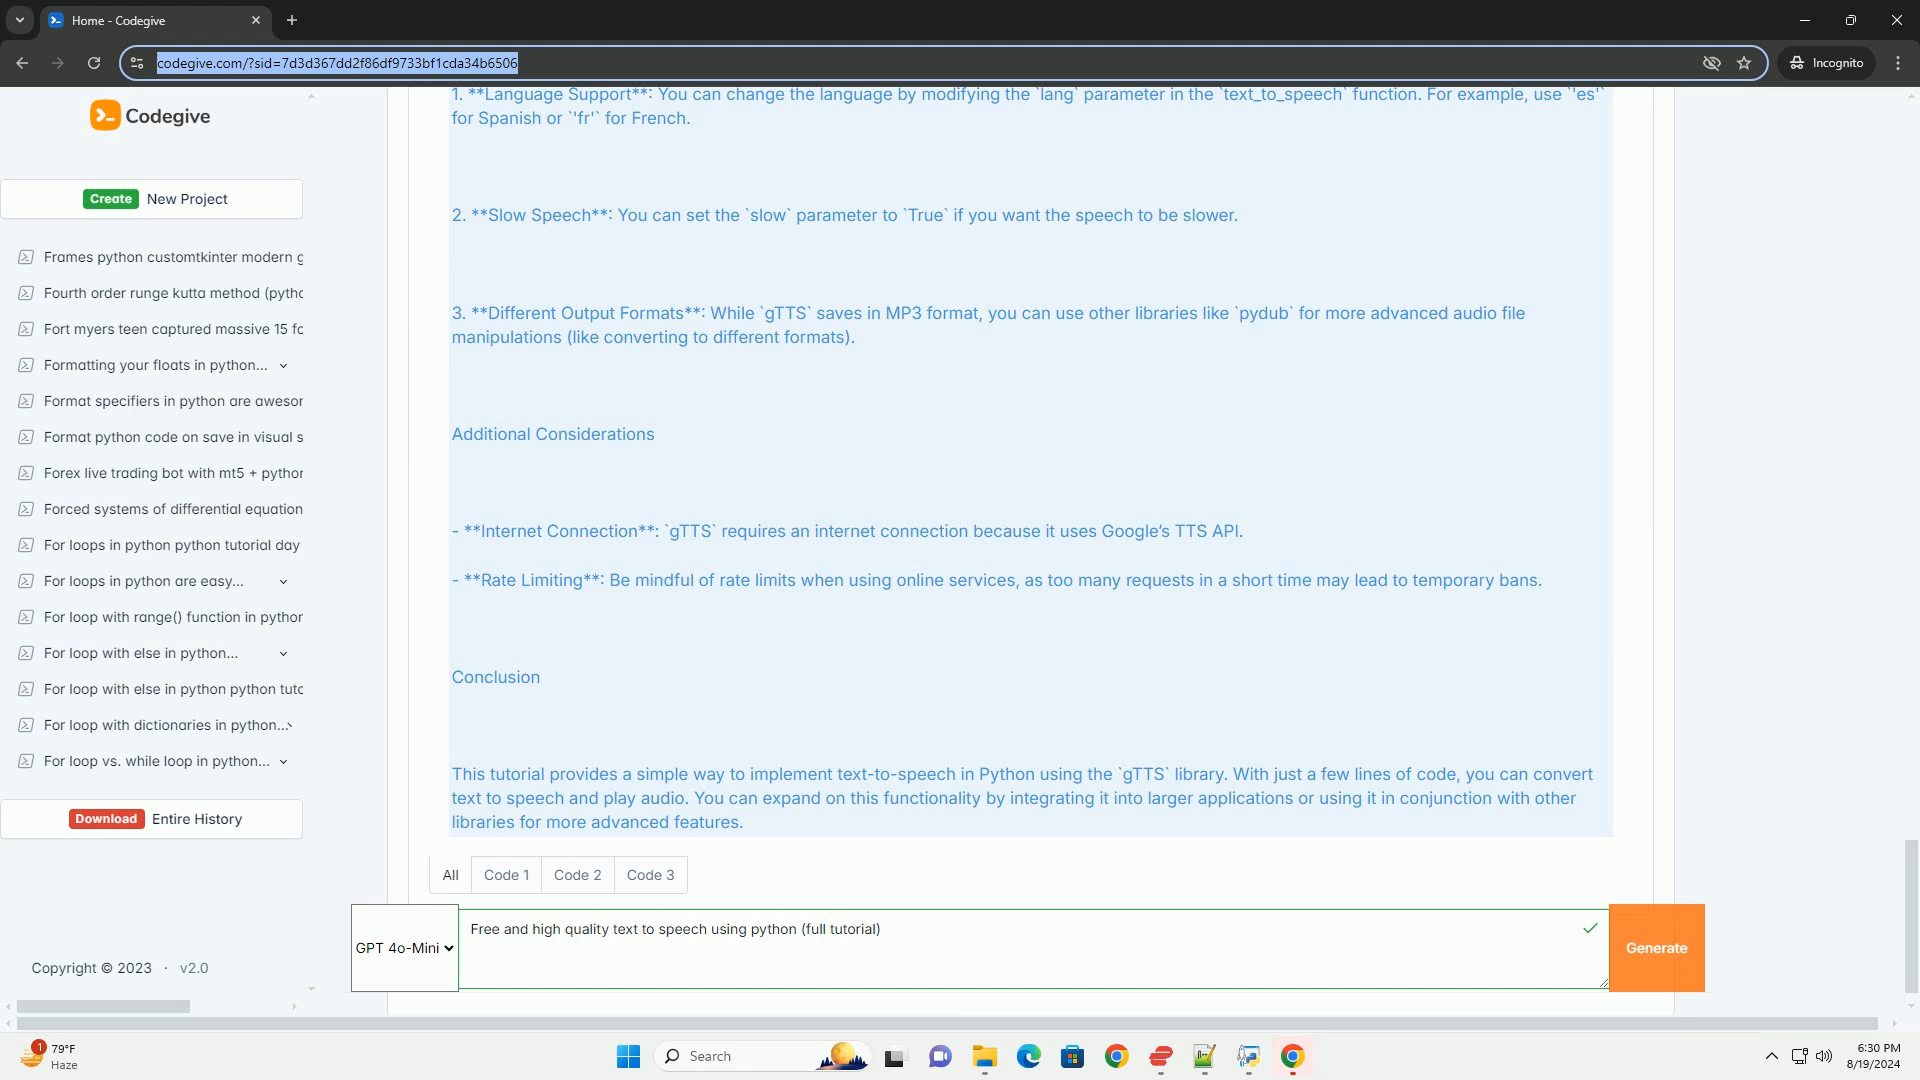 Home - Codegive
codegive.com/?sid=7d3d367dd2f86df9733bf1cda34b6506
Incognito
Codegive
Create New Project
Frames python customtkinter modern g
Fourth order runge kutta method (pytho
Fort myers teen captured massive 15 fo
Formatting your floats in python...
Format specifiers in python are awesor
Format python code on save in visual s
Forex live trading bot with mt5 + pythor
Forced systems of differential equation
For loops in python python tutorial day
For loops in python are easy...
For loop with range() function in pythor
For loop with else in python...
For loop with else in python python tuto
For loop with dictionaries in python...
For loop vs. while loop in python...
Download Entire History
Copyright © 2023 · v2.0
1. **Language Support**: You can change the language by modifying the `lang` parameter in the `text_to_speech` function. For example, use `'es'`
for Spanish or `'fr'` for French.
2. **Slow Speech**: You can set the `slow` parameter to `True` if you want the speech to be slower.
3. **Different Output Formats**: While `gTTS` saves in MP3 format, you can use other libraries like `pydub` for more advanced audio file
manipulations (like converting to different formats).
Additional Considerations
- **Internet Connection**: `gTTS` requires an internet connection because it uses Google’s TTS API.
- **Rate Limiting**: Be mindful of rate limits when using online services, as too many requests in a short time may lead to temporary bans.
Conclusion
This tutorial provides a simple way to implement text-to-speech in Python using the `gTTS` library. With just a few lines of code, you can convert
text to speech and play audio. You can expand on this functionality by integrating it into larger applications or using it in conjunction with other
libraries for more advanced features.
All Code 1 Code 2 Code 3
GPT 4o-Mini
Free and high quality text to speech using python (full tutorial)
Generate
1
79°F
Haze
Search
6:30 PM
8/19/2024